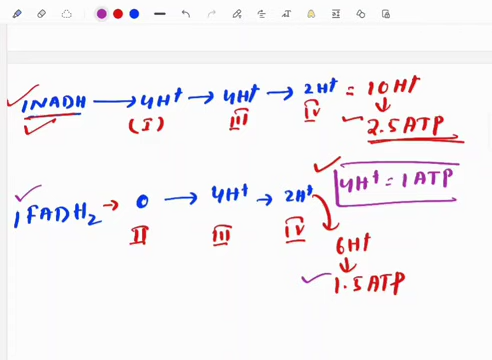 1NADH → 4H+ → 4H+ → 2H+ = 10H+
(I) III IV ↓
2.5 ATP
4H+ = 1 ATP
1FADH2 → 0 → 4H+ → 2H+
II III IV 6H+
↓
1.5 ATP